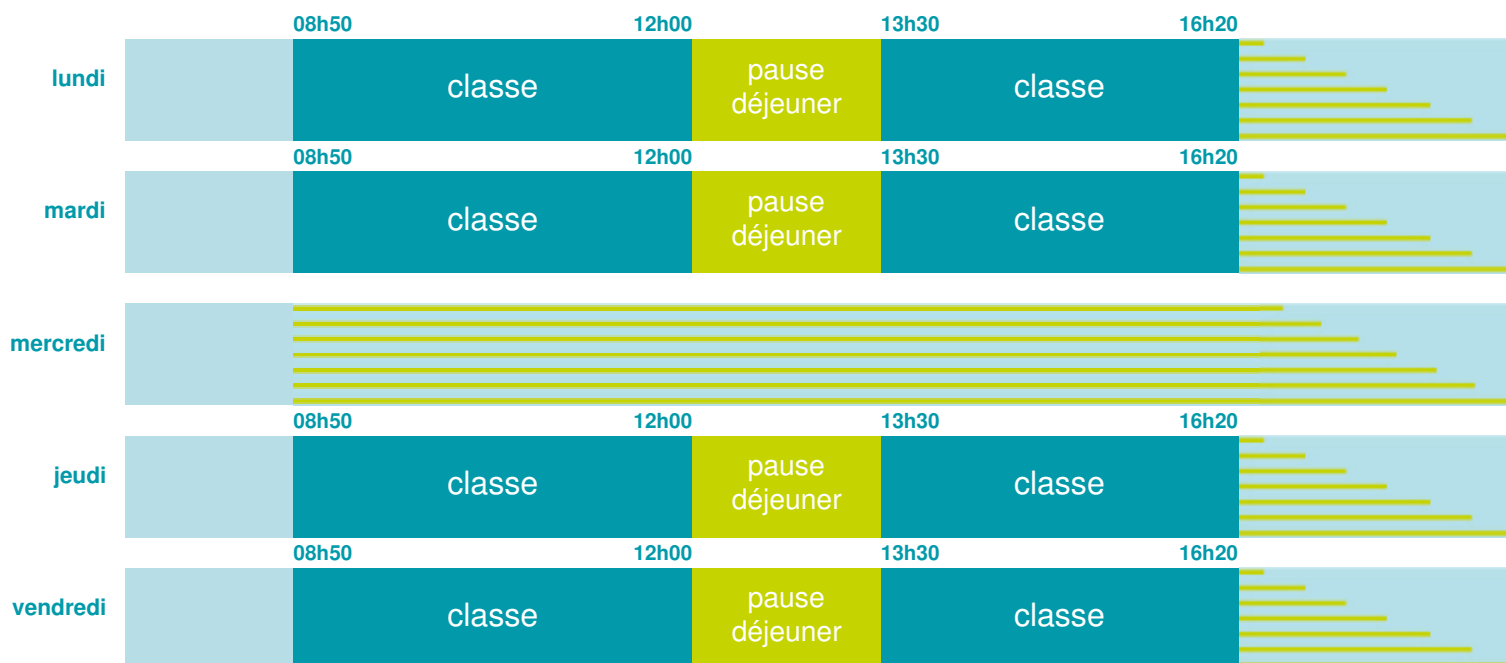 08h50 12h00 13h30 16h20
lundi classe pause déjeuner classe
08h50 12h00 13h30 16h20
mardi classe pause déjeuner classe
mercredi
08h50 12h00 13h30 16h20
jeudi classe pause déjeuner classe
08h50 12h00 13h30 16h20
vendredi classe pause déjeuner classe